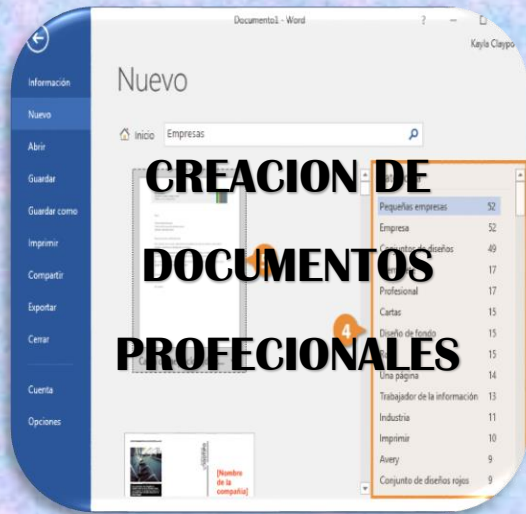 Documento1 - Word
?
Kayla Claypo
Nuevo
Información
Nuevo
Abrir
Guardar
Guardar como
Imprimir
Compartir
Exportar
Cerrar
Cuenta
Opciones
Inicio
Empresas
CREACION DE
DOCUMENTOS
PROFECIONALES
4
Pequeñas empresas 52
Empresa 52
Conjuntos de diseños 49
17
Profesional 17
Cartas 15
Diseño de fondo 15
15
Una página 14
Trabajador de la información 13
Industria 11
Imprimir 10
Avery 9
Conjunto de diseños rojos 9
[Nombre
de la
compañía]